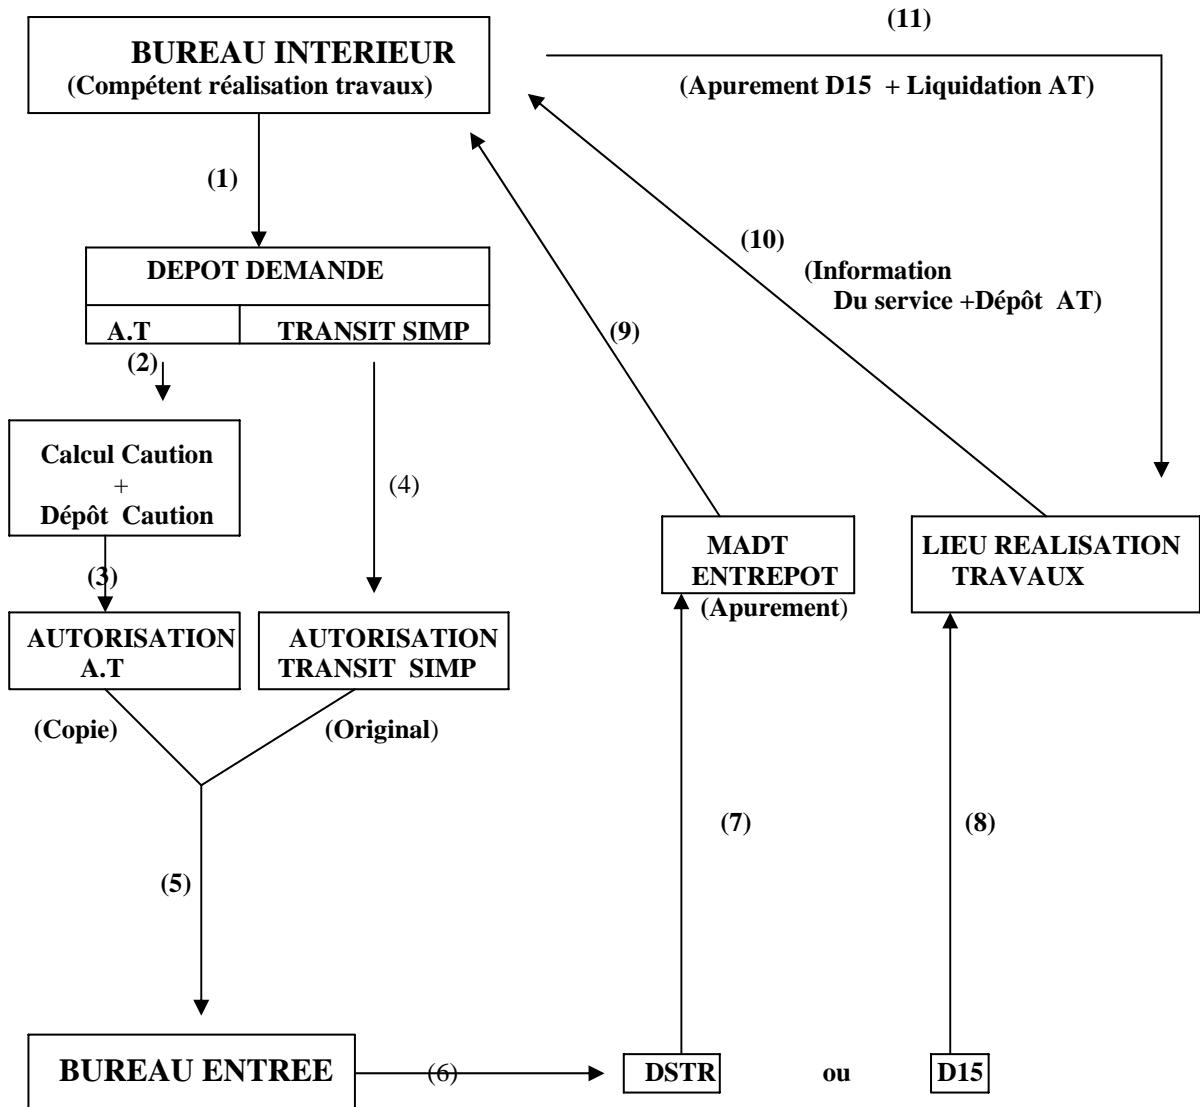 (11)
BUREAU INTERIEUR
(Compétent réalisation travaux)
(Apurement D15 + Liquidation AT)
(1)
(10)
DEPOT DEMANDE
(Information
Du service +Dépôt AT)
A.T
TRANSIT SIMP
(9)
(2)
Calcul Caution
+
Dépôt Caution
(4)
MADT
ENTREPOT
(Apurement)
LIEU REALISATION
TRAVAUX
(3)
AUTORISATION
A.T
AUTORISATION
TRANSIT SIMP
(Copie)
(Original)
(7)
(8)
(5)
BUREAU ENTREE
(6)
DSTR
ou
D15